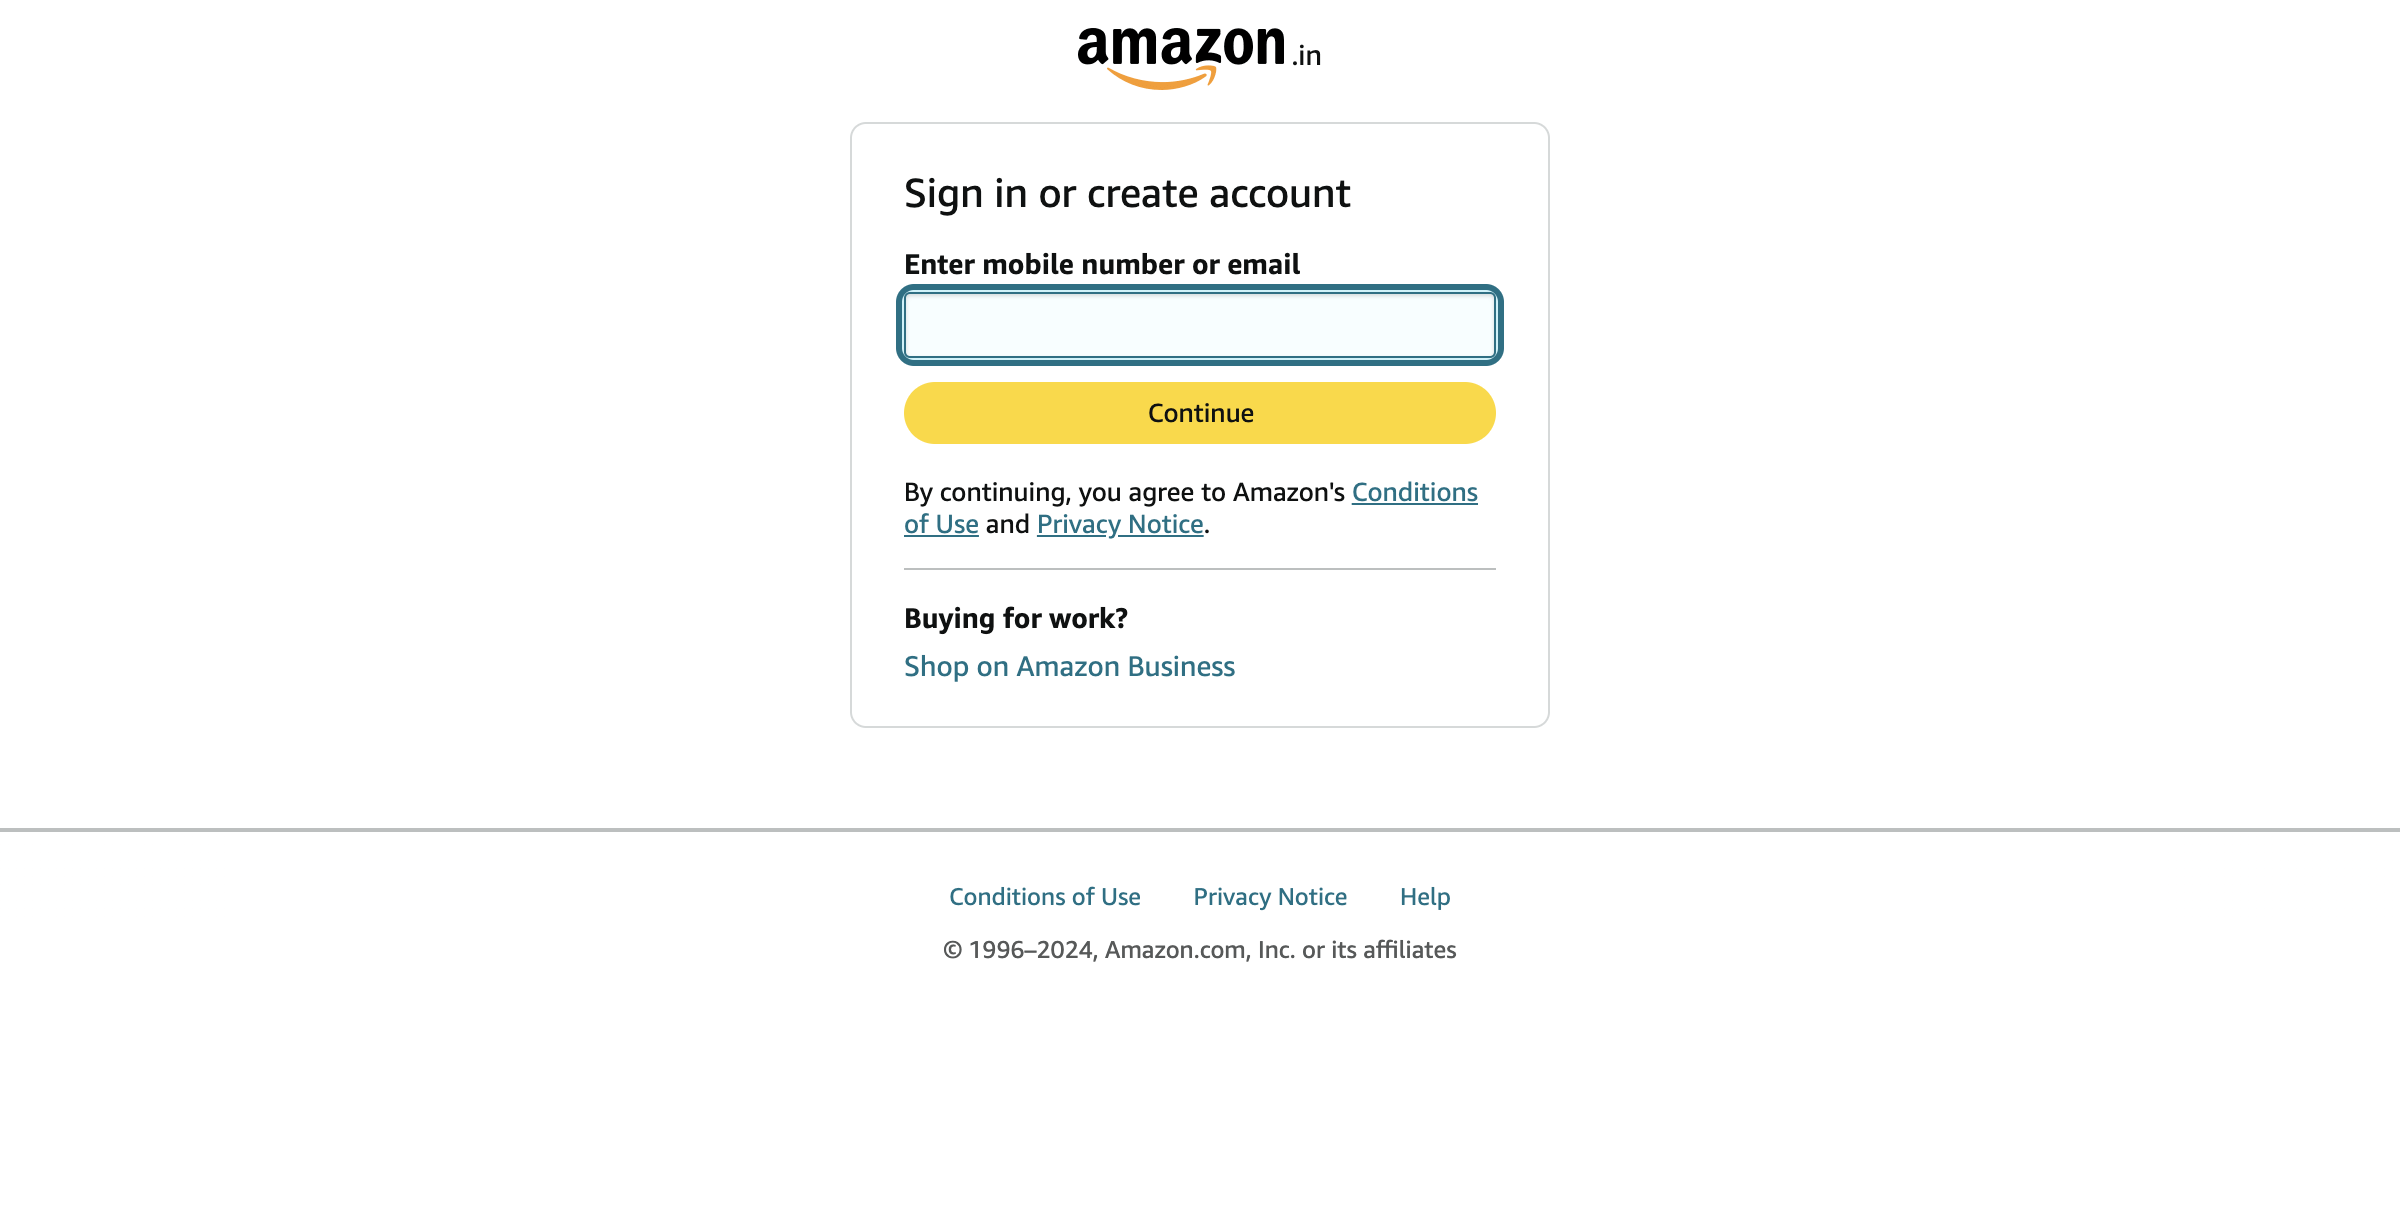 amazon.in
Sign in or create account
Enter mobile number or email
Continue
By continuing, you agree to Amazon's Conditions
of Use and Privacy Notice.
Buying for work?
Shop on Amazon Business
Conditions of Use Privacy Notice Help
© 1996–2024, Amazon.com, Inc. or its affiliates